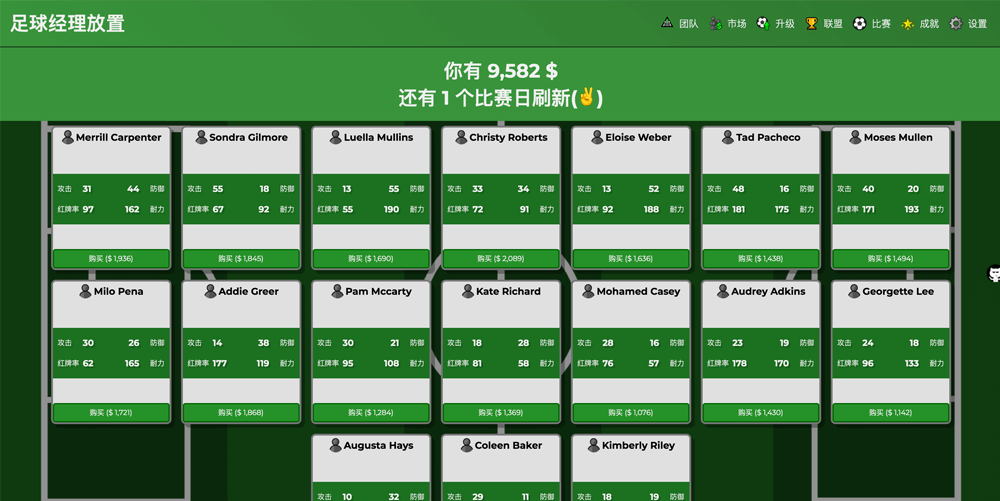 足球经理放置
团队 市场 升级 联盟 比赛 成就 设置
你有 9,582 $
还有 1 个比赛日刷新(✌)
Merrill Carpenter
攻击 31 44 防御
红牌率 97 162 耐力
购买 ($ 1,936)
Sondra Gilmore
攻击 55 18 防御
红牌率 67 92 耐力
购买 ($ 1,845)
Luella Mullins
攻击 13 55 防御
红牌率 55 190 耐力
购买 ($ 1,690)
Christy Roberts
攻击 33 34 防御
红牌率 72 91 耐力
购买 ($ 2,089)
Eloise Weber
攻击 13 52 防御
红牌率 92 188 耐力
购买 ($ 1,636)
Tad Pacheco
攻击 48 16 防御
红牌率 181 175 耐力
购买 ($ 1,438)
Moses Mullen
攻击 40 20 防御
红牌率 171 193 耐力
购买 ($ 1,494)
Milo Pena
攻击 30 26 防御
红牌率 62 165 耐力
购买 ($ 1,721)
Addie Greer
攻击 14 38 防御
红牌率 177 119 耐力
购买 ($ 1,868)
Pam Mccarty
攻击 30 21 防御
红牌率 95 108 耐力
购买 ($ 1,284)
Kate Richard
攻击 18 28 防御
红牌率 81 58 耐力
购买 ($ 1,369)
Mohamed Casey
攻击 28 16 防御
红牌率 76 57 耐力
购买 ($ 1,076)
Audrey Adkins
攻击 23 19 防御
红牌率 178 170 耐力
购买 ($ 1,430)
Georgette Lee
攻击 24 18 防御
红牌率 96 133 耐力
购买 ($ 1,142)
Augusta Hays
攻击 10 32 防御
Coleen Baker
攻击 29 11 防御
Kimberly Riley
攻击 18 19 防御